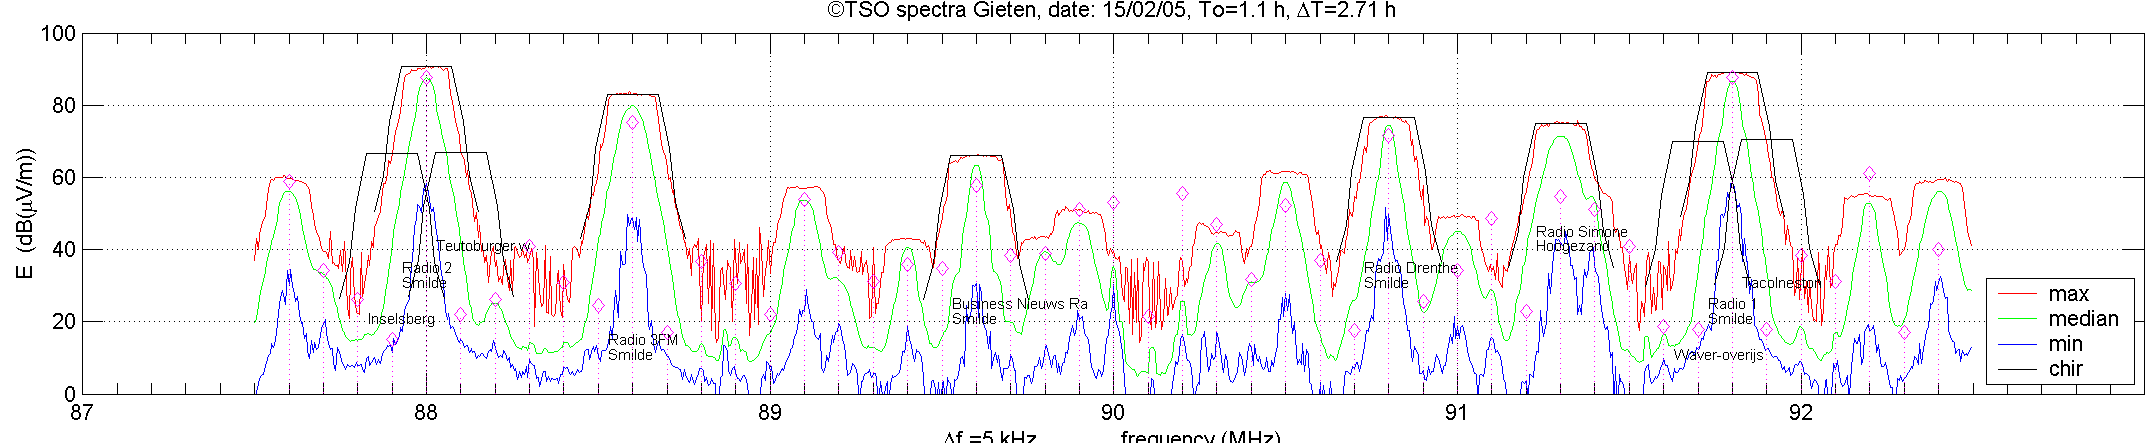 ©TSO spectra Gieten, date: 15/02/05, To=1.1 h, ΔT=2.71 h
100
80
60
40
20
0
E (dB(μV/m))
Teutoburger w
Radio 2
Smilde
Inselsberg
Radio 3FM
Smilde
Business Nieuws Ra
Smilde
Radio Drenthe
Smilde
Radio Simone
Hoogezand
Tacolneston
Radio 1
Smilde
Waver-overijs
max
median
min
chir
87 88 89 90 91 92
Δf =5 kHz frequency (MHz)